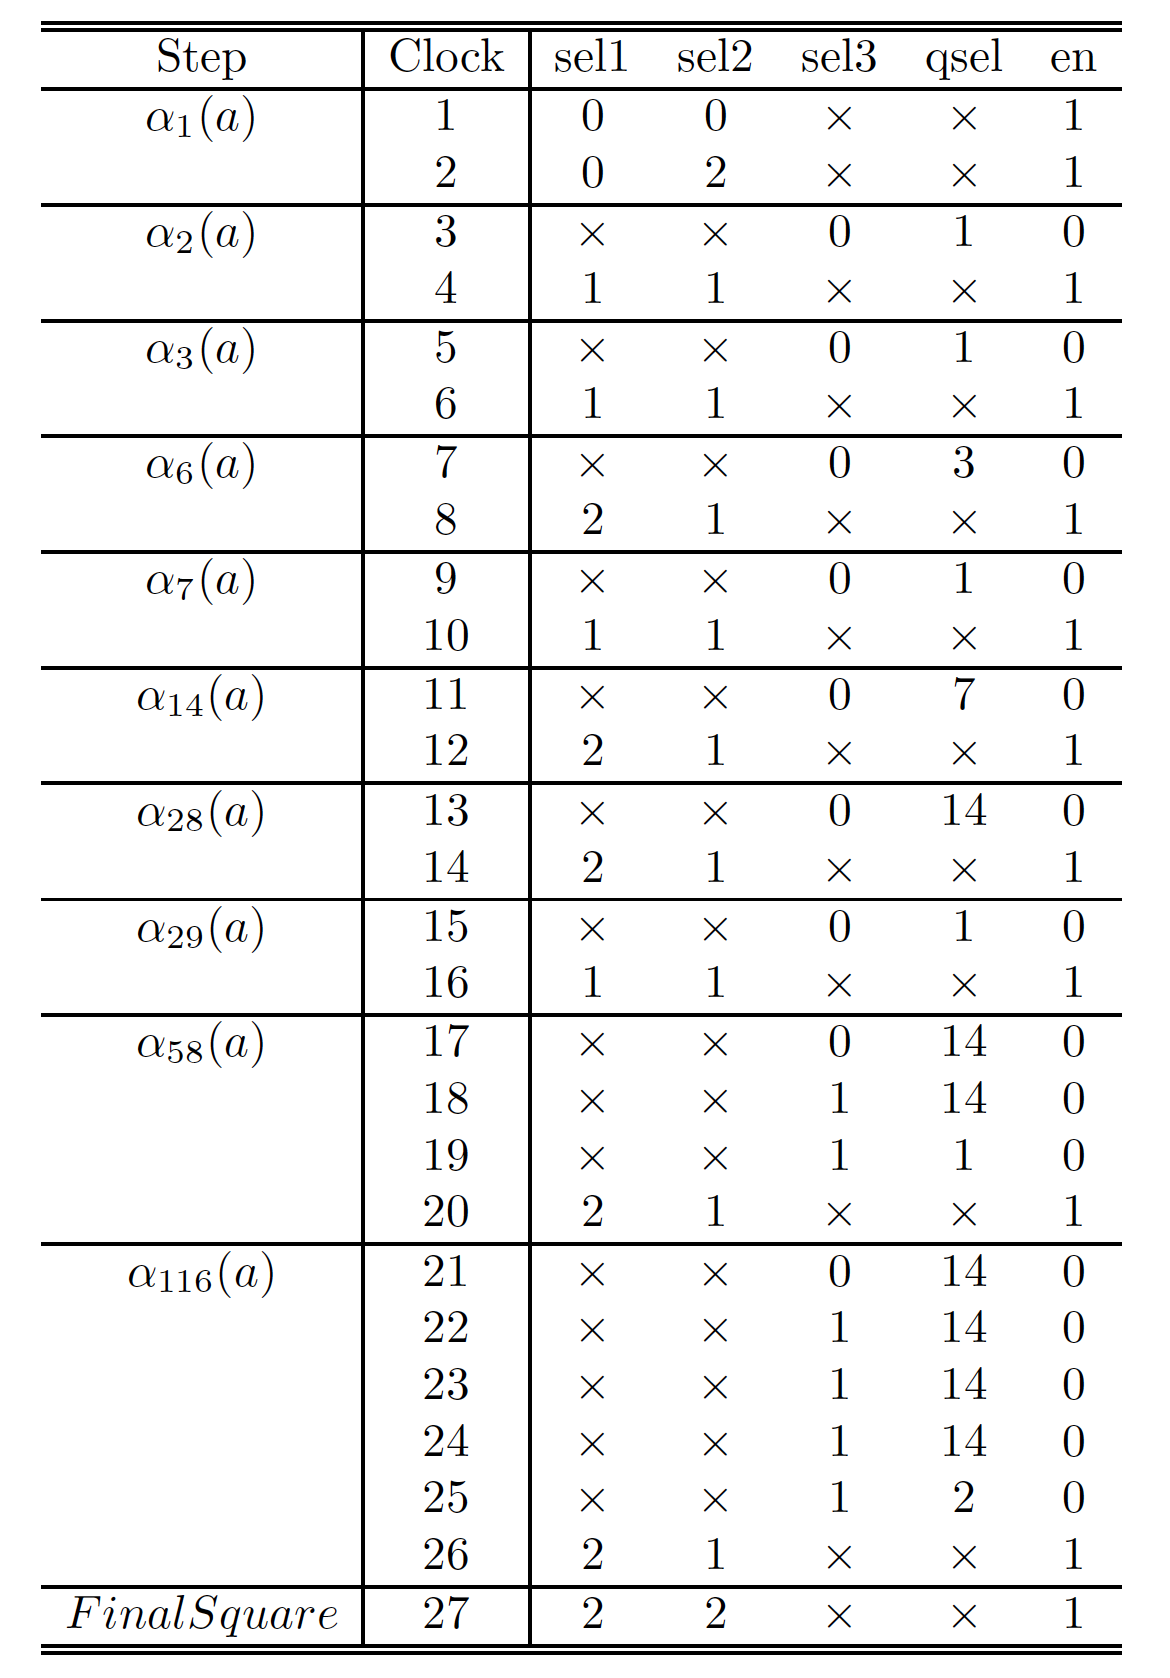 Step Clock sel1 sel2 sel3 qsel en
α₁(a) 1 0 0 × × 1
2 0 2 × × 1
α₂(a) 3 × × 0 1 0
4 1 1 × × 1
α₃(a) 5 × × 0 1 0
6 1 1 × × 1
α₆(a) 7 × × 0 3 0
8 2 1 × × 1
α₇(a) 9 × × 0 1 0
10 1 1 × × 1
α₁₄(a) 11 × × 0 7 0
12 2 1 × × 1
α₂₈(a) 13 × × 0 14 0
14 2 1 × × 1
α₂₉(a) 15 × × 0 1 0
16 1 1 × × 1
α₅₈(a) 17 × × 0 14 0
18 × × 1 14 0
19 × × 1 1 0
20 2 1 × × 1
α₁₁₆(a) 21 × × 0 14 0
22 × × 1 14 0
23 × × 1 14 0
24 × × 1 14 0
25 × × 1 2 0
26 2 1 × × 1
FinalSquare 27 2 2 × × 1